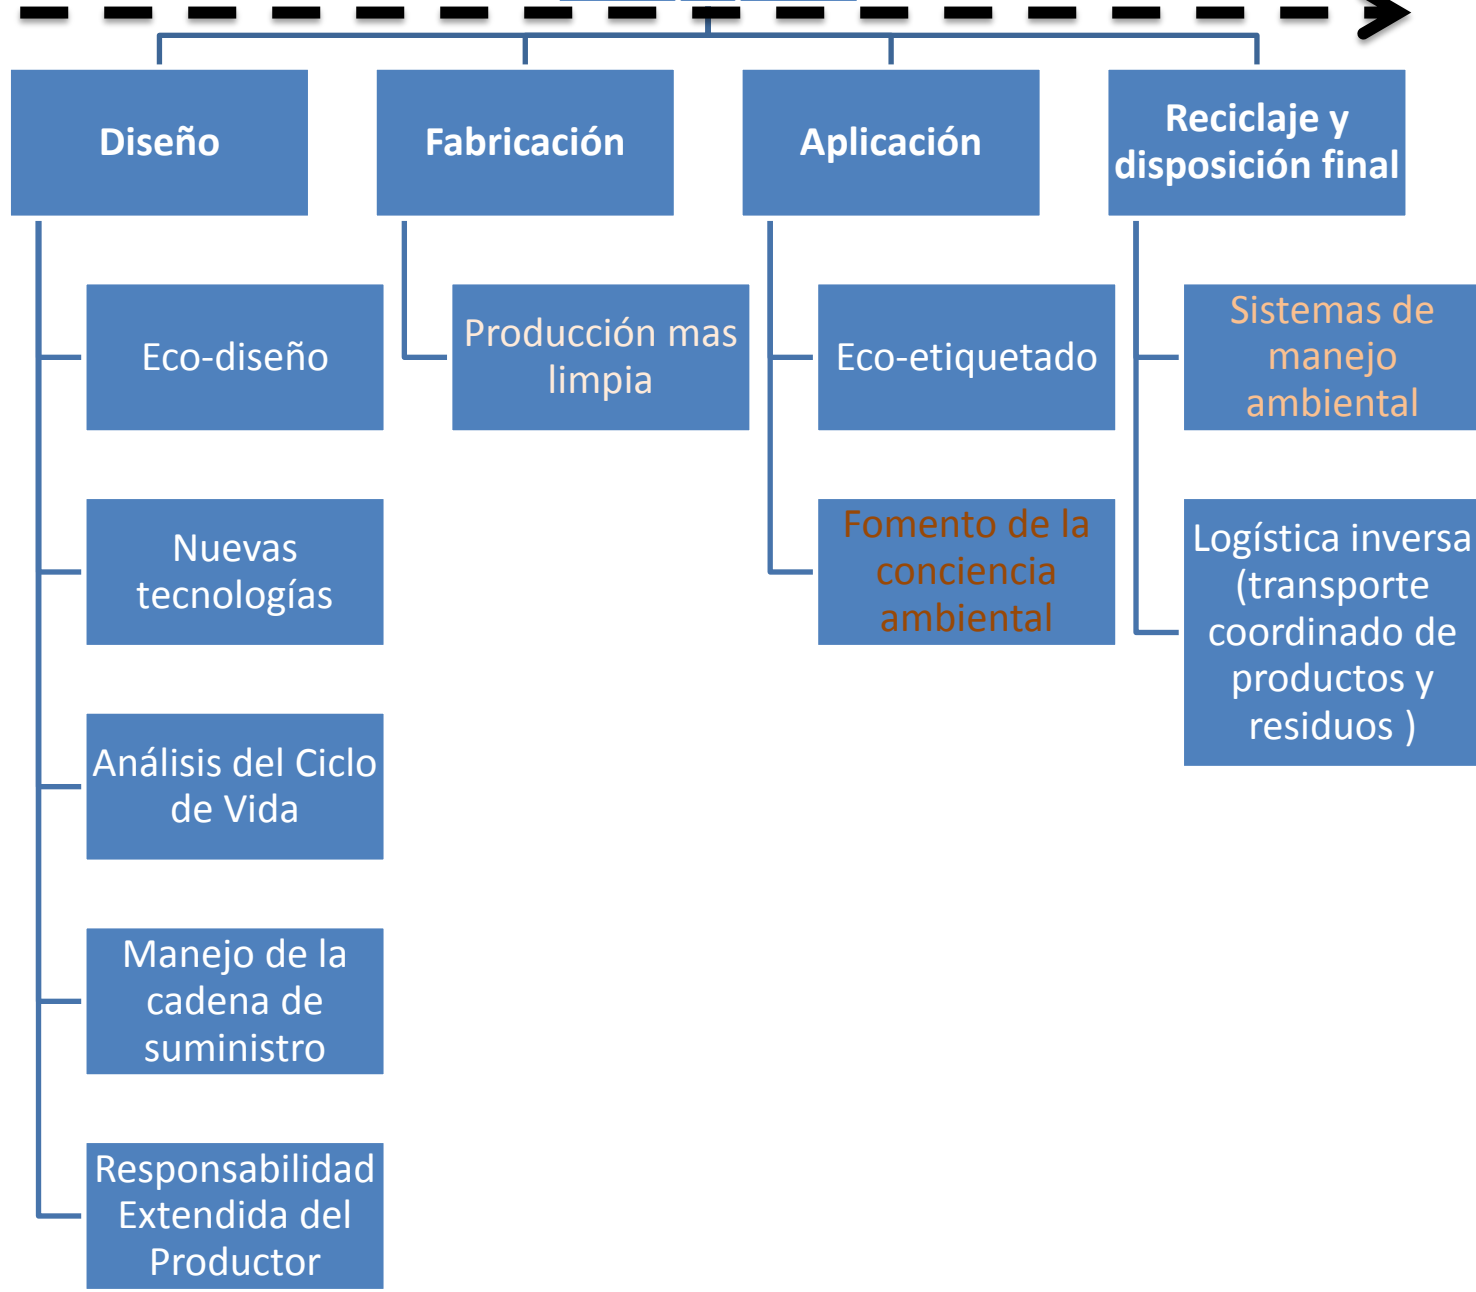 Diseño
Fabricación
Aplicación
Reciclaje y
disposición final
Eco-diseño
Producción mas
limpia
Eco-etiquetado
Sistemas de
manejo
ambiental
Nuevas
tecnologías
Fomento de la
conciencia
ambiental
Logística inversa
(transporte
coordinado de
productos y
residuos )
Análisis del Ciclo
de Vida
Manejo de la
cadena de
suministro
Responsabilidad
Extendida del
Productor